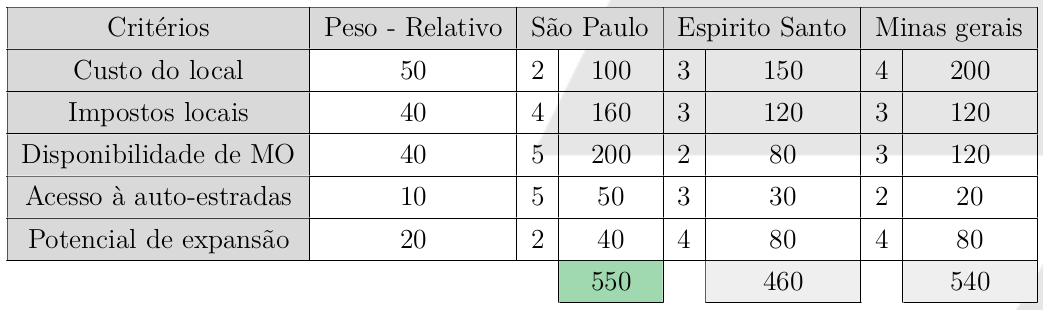 Critérios Peso - Relativo São Paulo Espirito Santo Minas gerais
Custo do local 50 2 100 3 150 4 200
Impostos locais 40 4 160 3 120 3 120
Disponibilidade de MO 40 5 200 2 80 3 120
Acesso à auto-estradas 10 5 50 3 30 2 20
Potencial de expansão 20 2 40 4 80 4 80
550 460 540